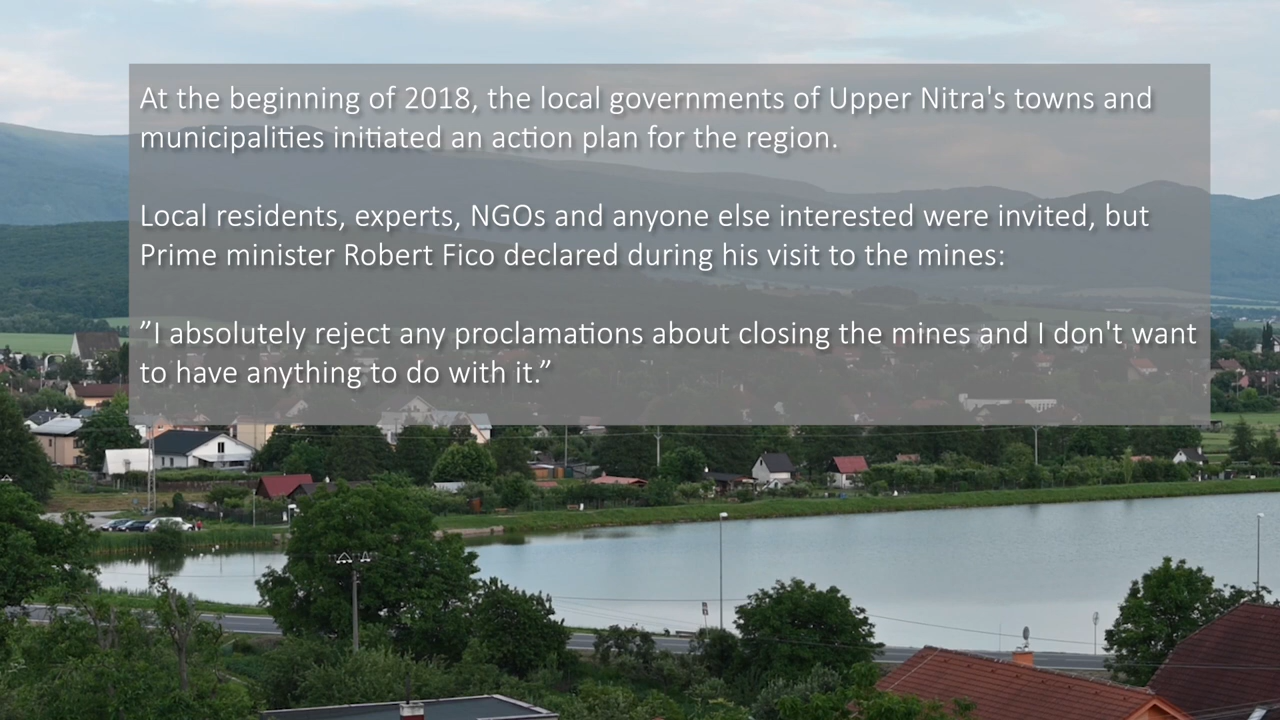 At the beginning of 2018, the local governments of Upper Nitra's towns and
municipalities initiated an action plan for the region.
Local residents, experts, NGOs and anyone else interested were invited, but
Prime minister Robert Fico declared during his visit to the mines:
”I absolutely reject any proclamations about closing the mines and I don't want
to have anything to do with it.”